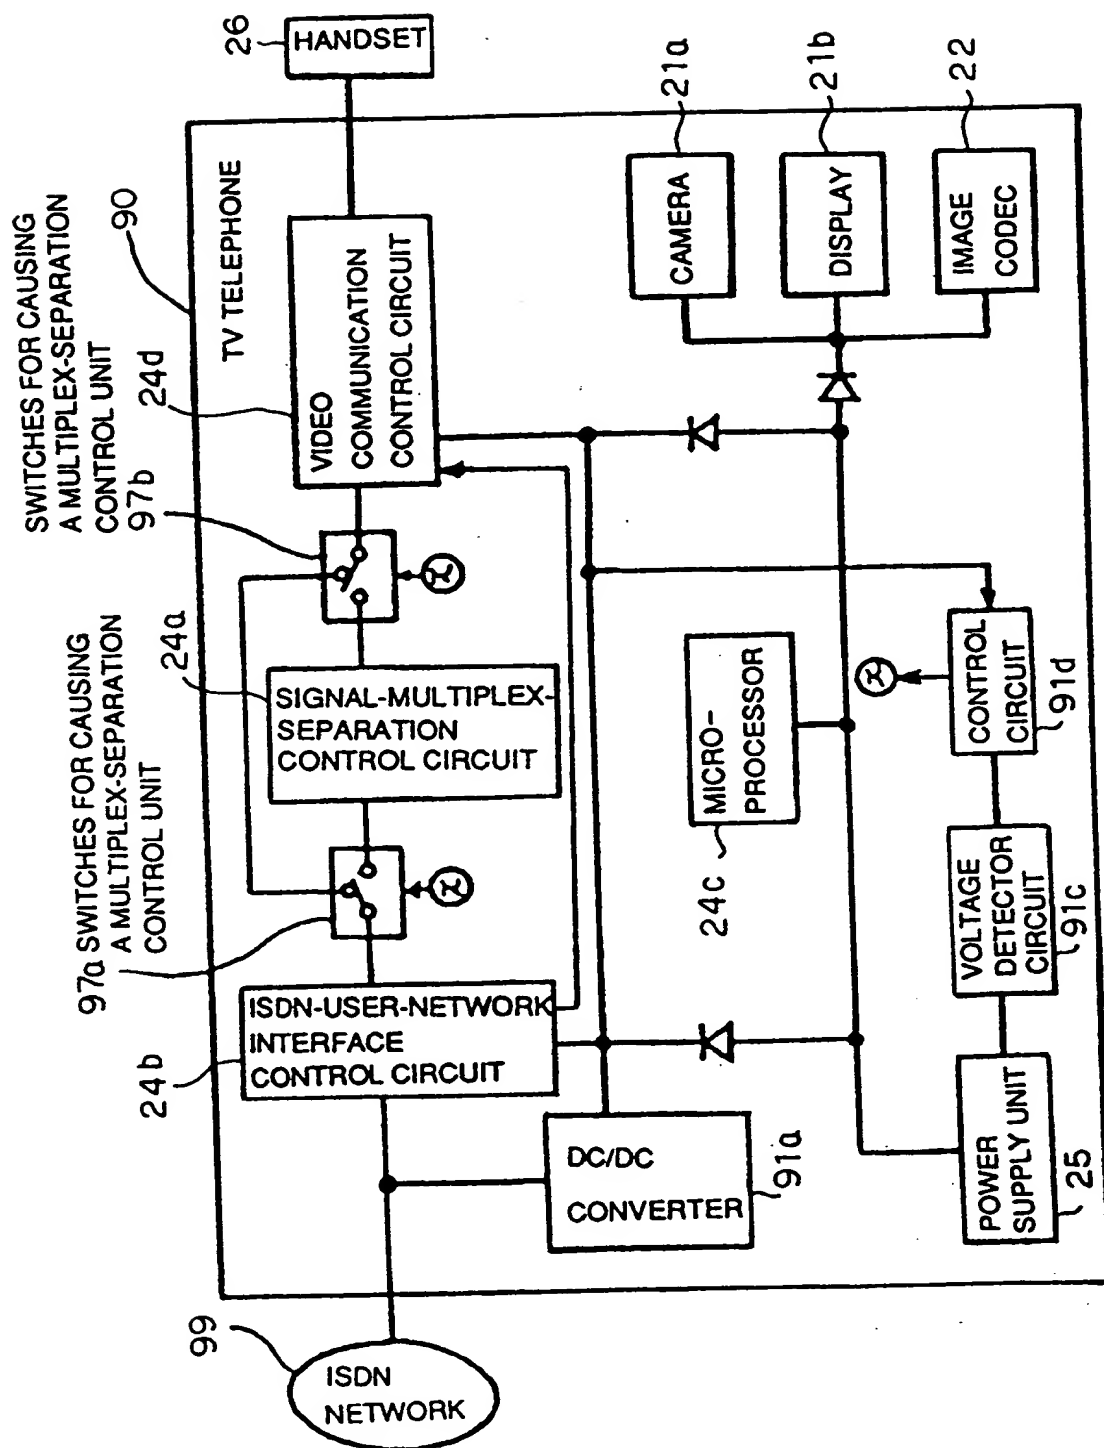 SWITCHES FOR CAUSING
A MULTIPLEX-SEPARATION
CONTROL UNIT
97b
90
26
HANDSET
TV TELEPHONE
24d
VIDEO
COMMUNICATION
CONTROL CIRCUIT
97a SWITCHES FOR CAUSING
A MULTIPLEX-SEPARATION
CONTROL UNIT
24a
SIGNAL-MULTIPLEX-
SEPARATION
CONTROL CIRCUIT
24b
ISDN-USER-NETWORK
INTERFACE
CONTROL CIRCUIT
99
ISDN
NETWORK
DC/DC
CONVERTER
91a
MICRO-
PROCESSOR
24c
CAMERA
21a
DISPLAY
21b
IMAGE
CODEC
22
POWER
SUPPLY UNIT
25
VOLTAGE
DETECTOR
CIRCUIT
91c
CONTROL
CIRCUIT
91d